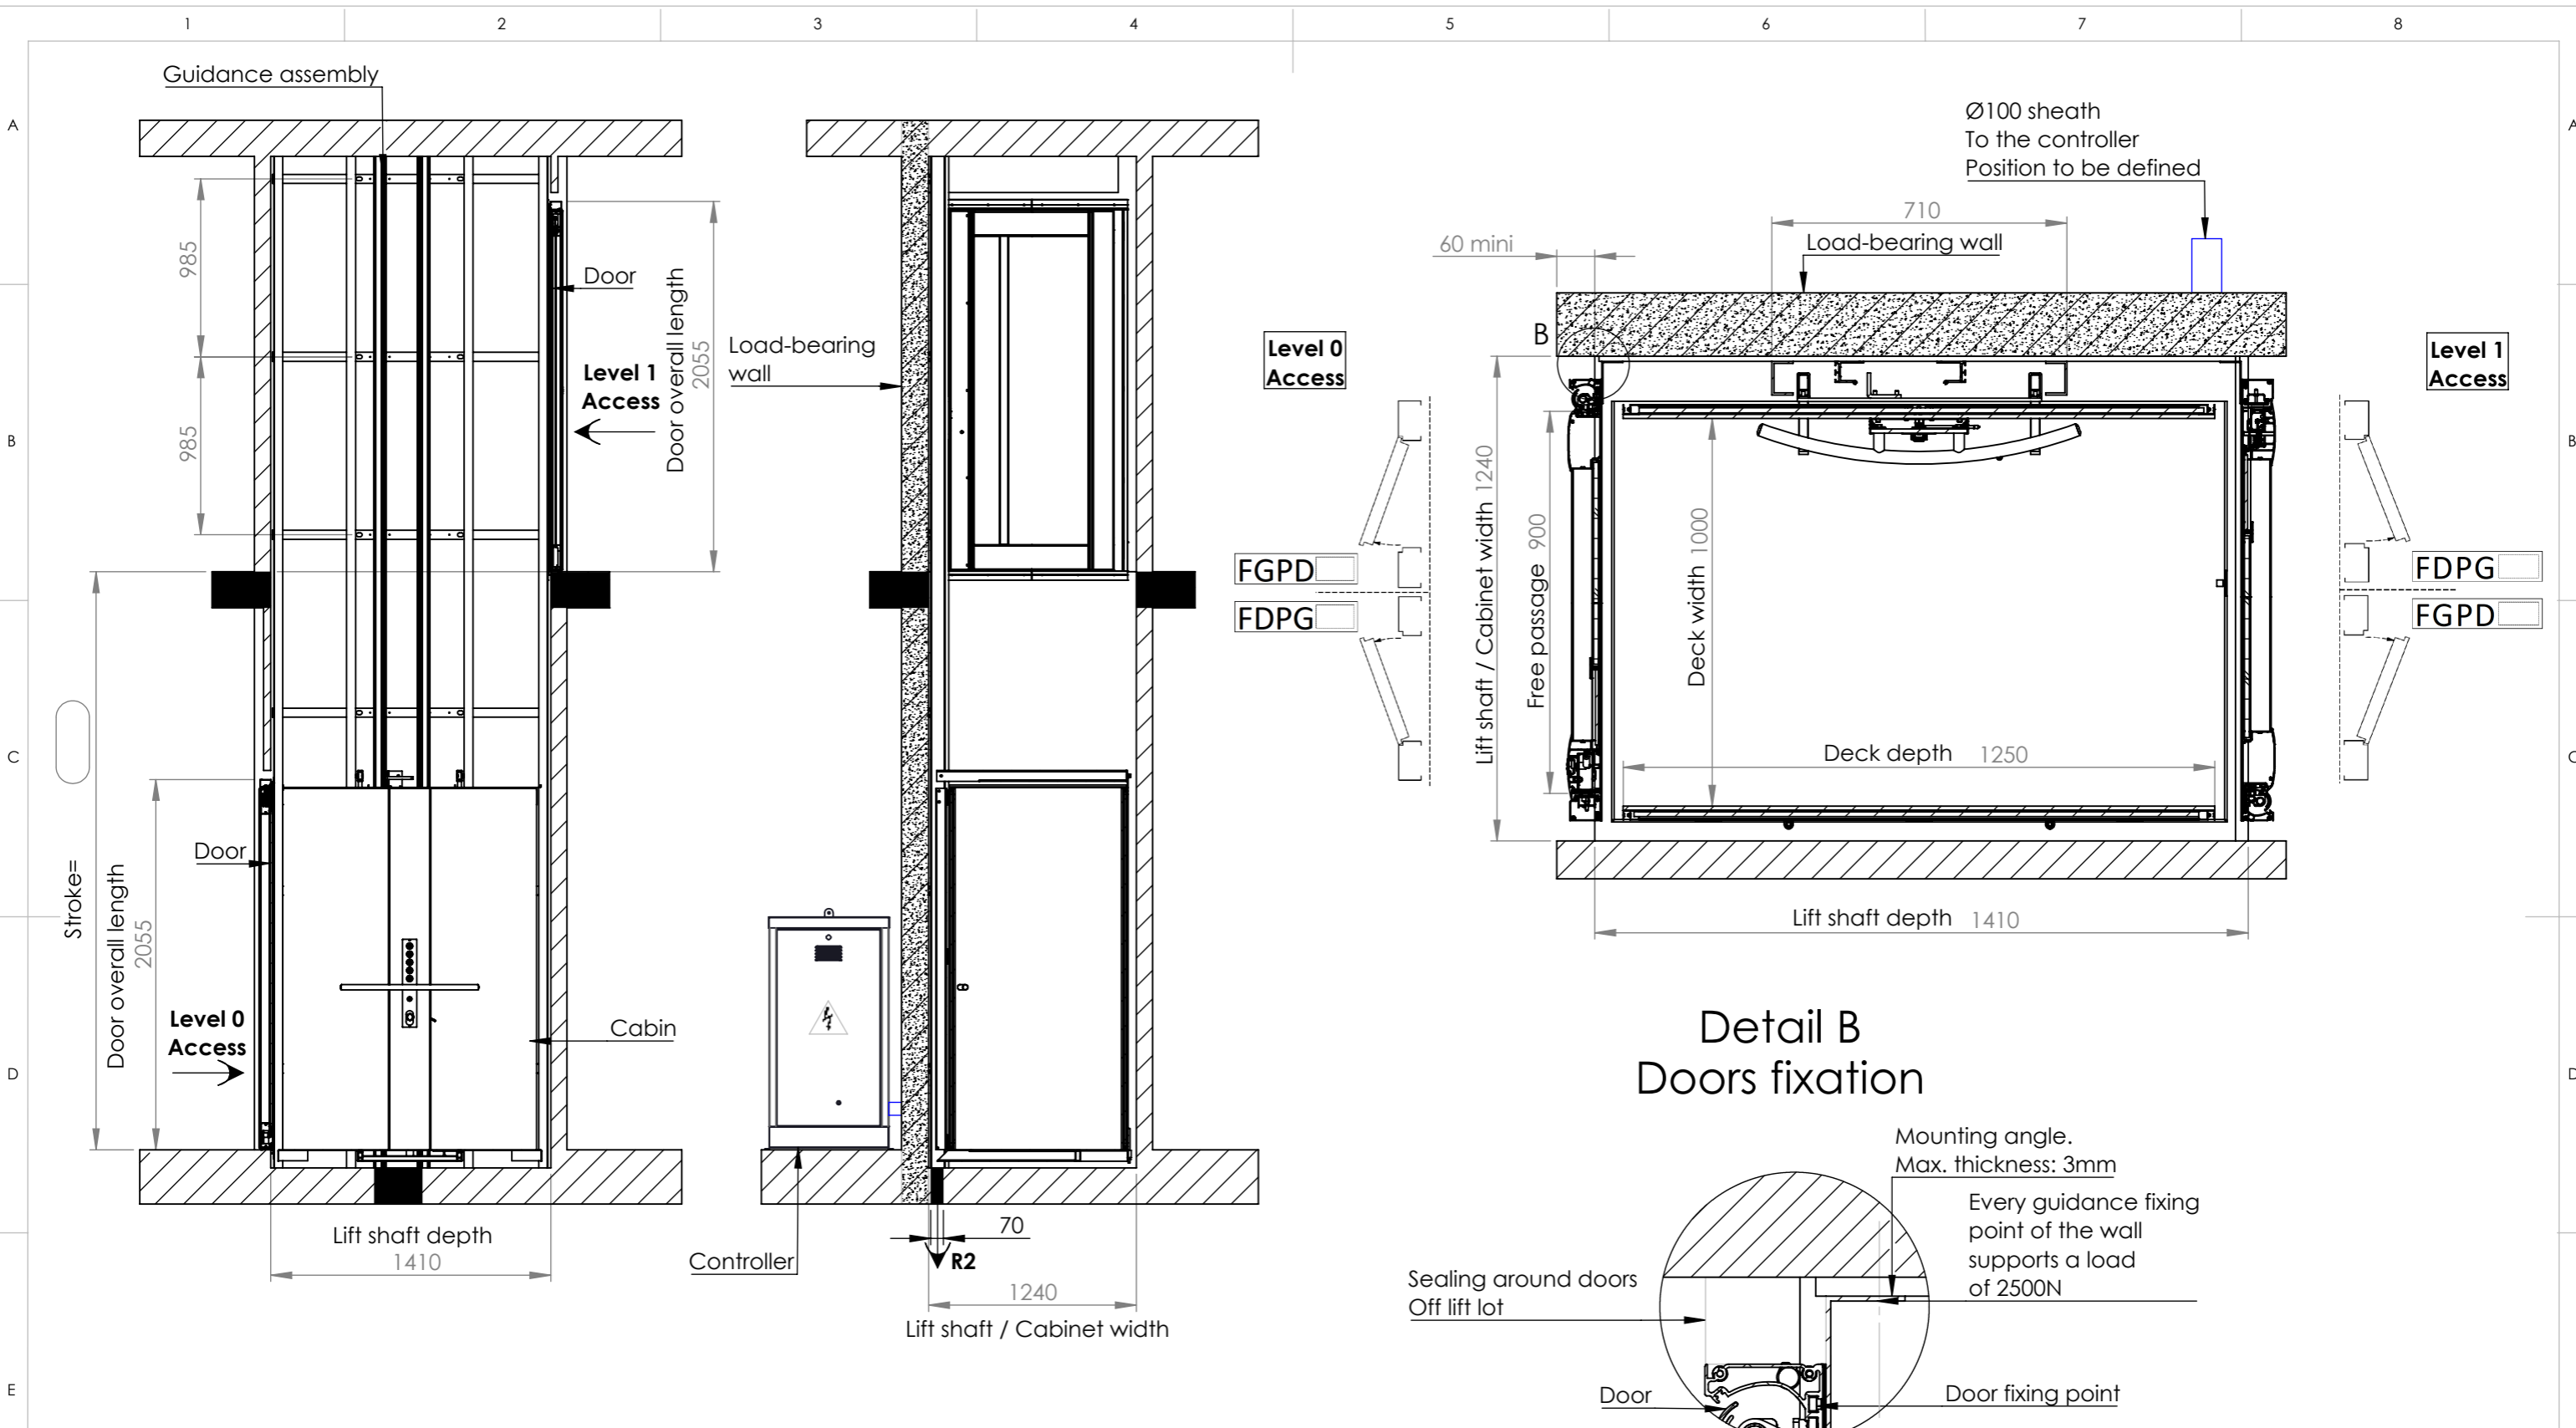 1
2
3
4
5
6
7
8
A
B
C
D
E
A
B
C
D
Guidance assembly
985
985
Door
Door overall length
2055
Level 1
Access
Stroke=
Door overall length
2055
Door
Level 0
Access
Cabin
Lift shaft depth
1410
Load-bearing
wall
Controller
70
R2
1240
Lift shaft / Cabinet width
Level 0
Access
FGPD
FDPG
Ø100 sheath
To the controller
Position to be defined
710
60 mini
Load-bearing wall
B
Lift shaft / Cabinet width 1240
Free passage 900
Deck width 1000
Deck depth 1250
Lift shaft depth 1410
Level 1
Access
FDPG
FGPD
Detail B
Doors fixation
Mounting angle.
Max. thickness: 3mm
Every guidance fixing
point of the wall
supports a load
of 2500N
Sealing around doors
Off lift lot
Door
Door fixing point